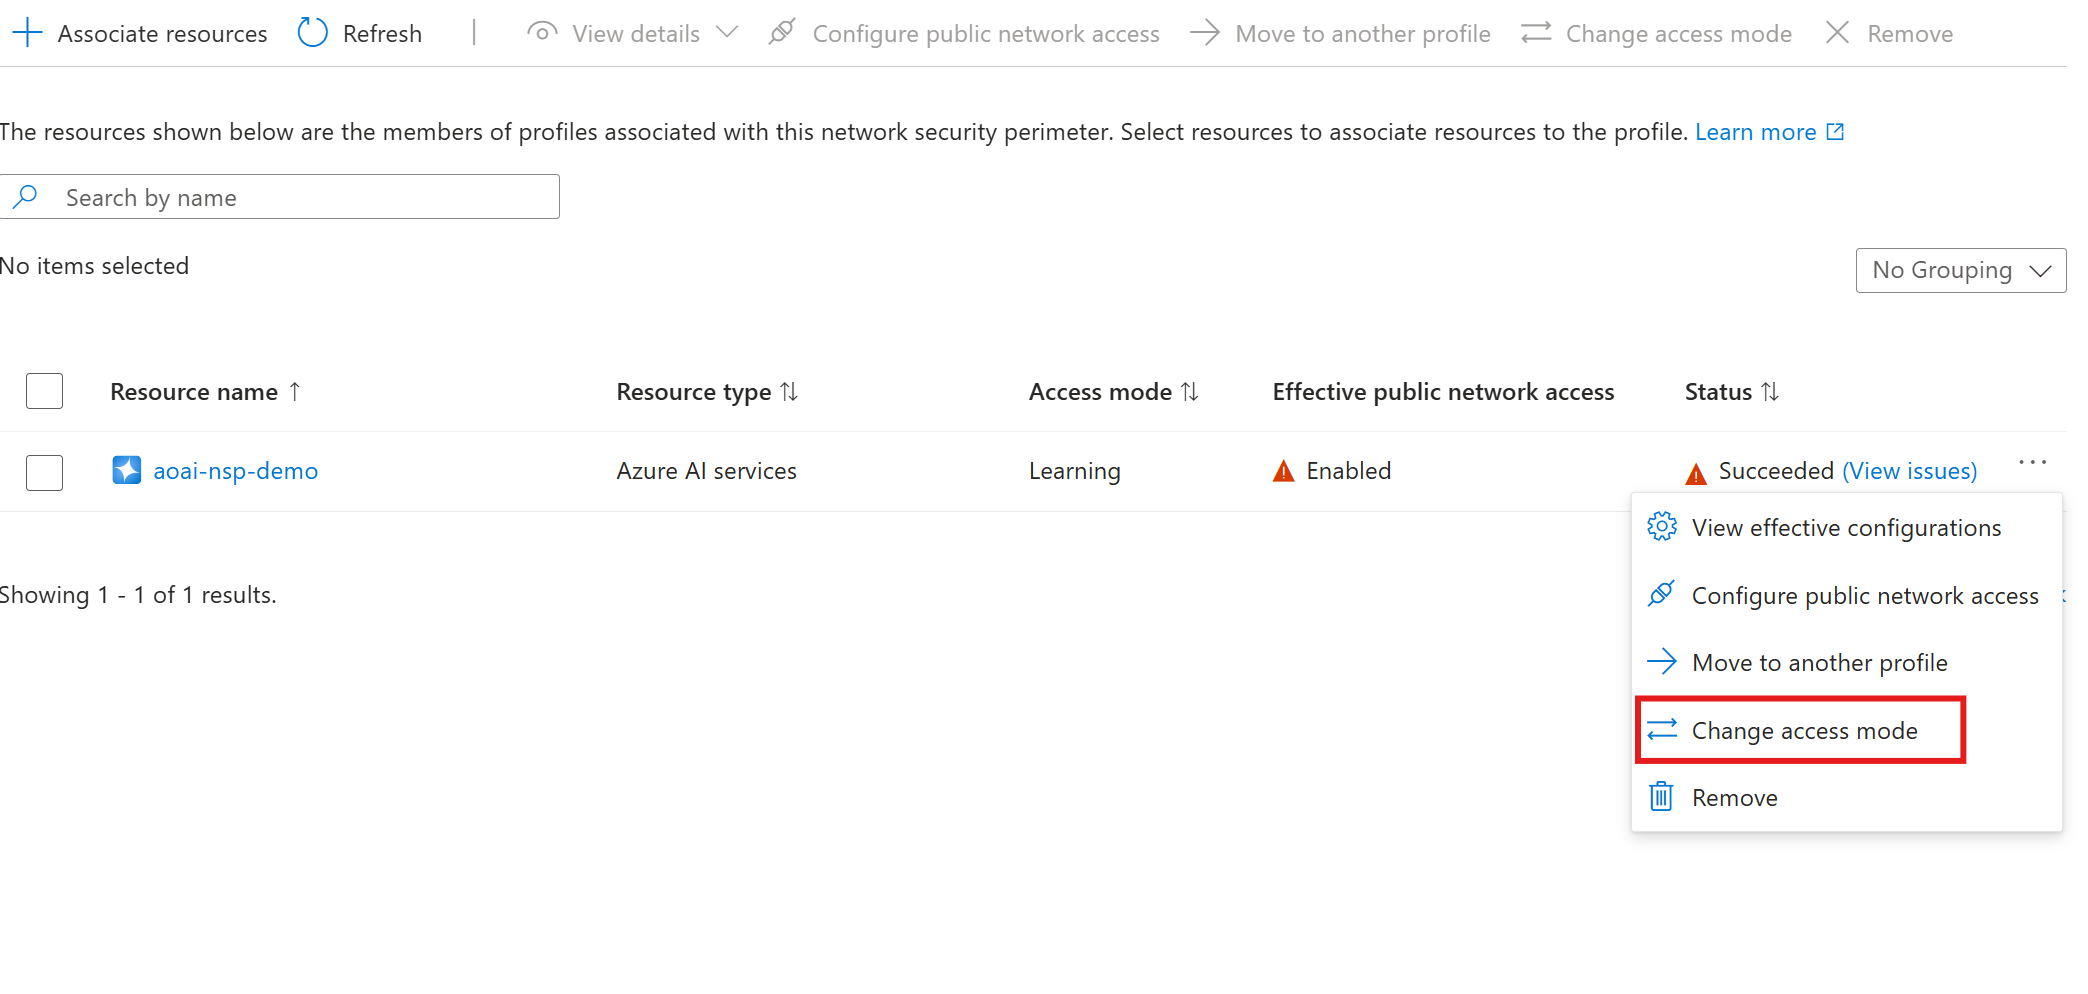 Associate resources Refresh | View details Configure public network access Move to another profile Change access mode Remove
The resources shown below are the members of profiles associated with this network security perimeter. Select resources to associate resources to the profile. Learn more
Search by name
No items selected
No Grouping
Resource name ↑ Resource type ↑↓ Access mode ↑↓ Effective public network access Status ↑↓
aoai-nsp-demo Azure AI services Learning Enabled Succeeded (View issues) ...
View effective configurations
Showing 1 - 1 of 1 results.
Configure public network access
Move to another profile
Change access mode
Remove